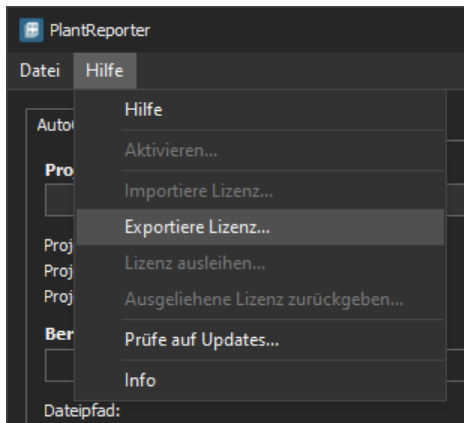 PlantReporter
Datei Hilfe
Hilfe
Aktivieren...
Importiere Lizenz...
Exportiere Lizenz...
Lizenz ausleihen...
Ausgeliehene Lizenz zurückgeben...
Prüfe auf Updates...
Info
Dateipfad: